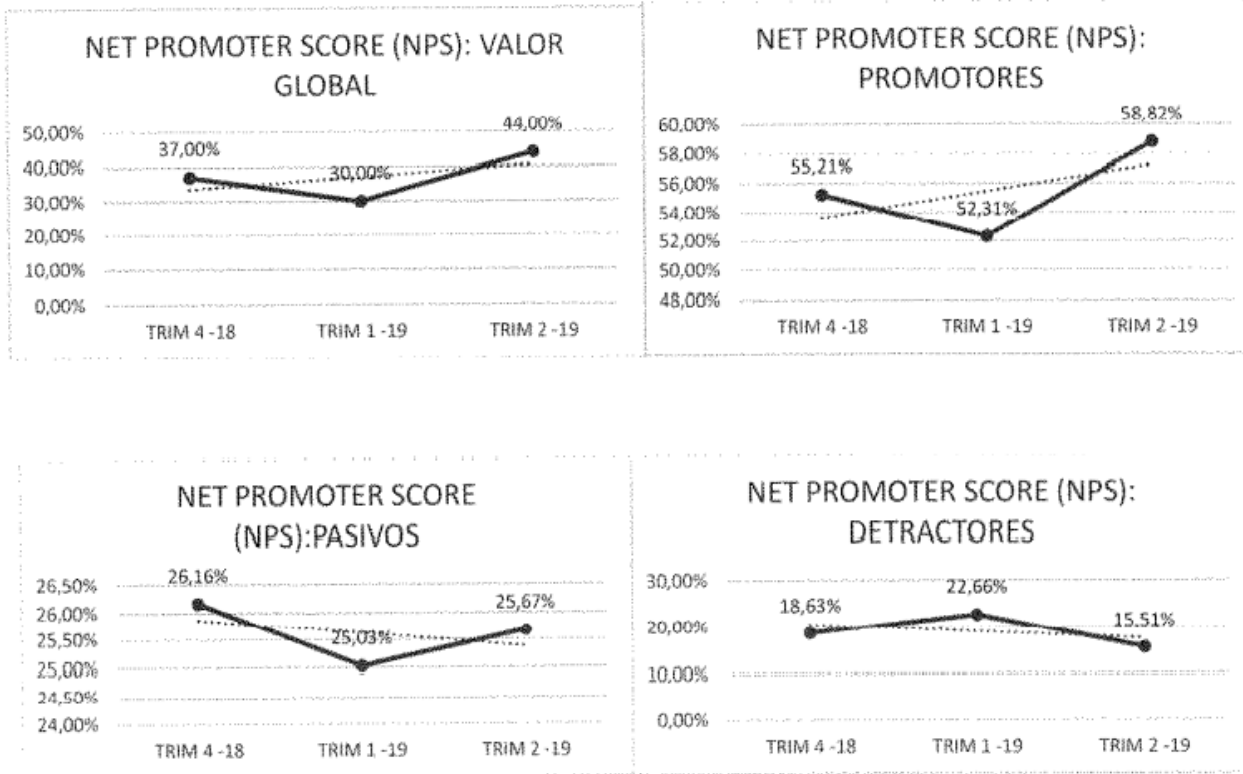 NET PROMOTER SCORE (NPS): VALOR
GLOBAL
50,00%
40,00%
30,00%
20,00%
10,00%
0,00%
37,00%
30,00%
44,00%
TRIM 4 -18
TRIM 1 -19
TRIM 2 -19
NET PROMOTER SCORE (NPS):
PROMOTORES
60,00%
58,00%
56,00%
54,00%
52,00%
50,00%
48,00%
55,21%
52,31%
58,82%
TRIM 4 -18
TRIM 1 -19
TRIM 2 -19
NET PROMOTER SCORE
(NPS):PASIVOS
26,50%
26,00%
25,50%
25,00%
24,50%
24,00%
26,16%
25,03%
25,67%
TRIM 4 -18
TRIM 1 -19
TRIM 2 -19
NET PROMOTER SCORE (NPS):
DETRACTORES
30,00%
20,00%
10,00%
0,00%
18,63%
22,66%
15,51%
TRIM 4 -18
TRIM 1 -19
TRIM 2 -19